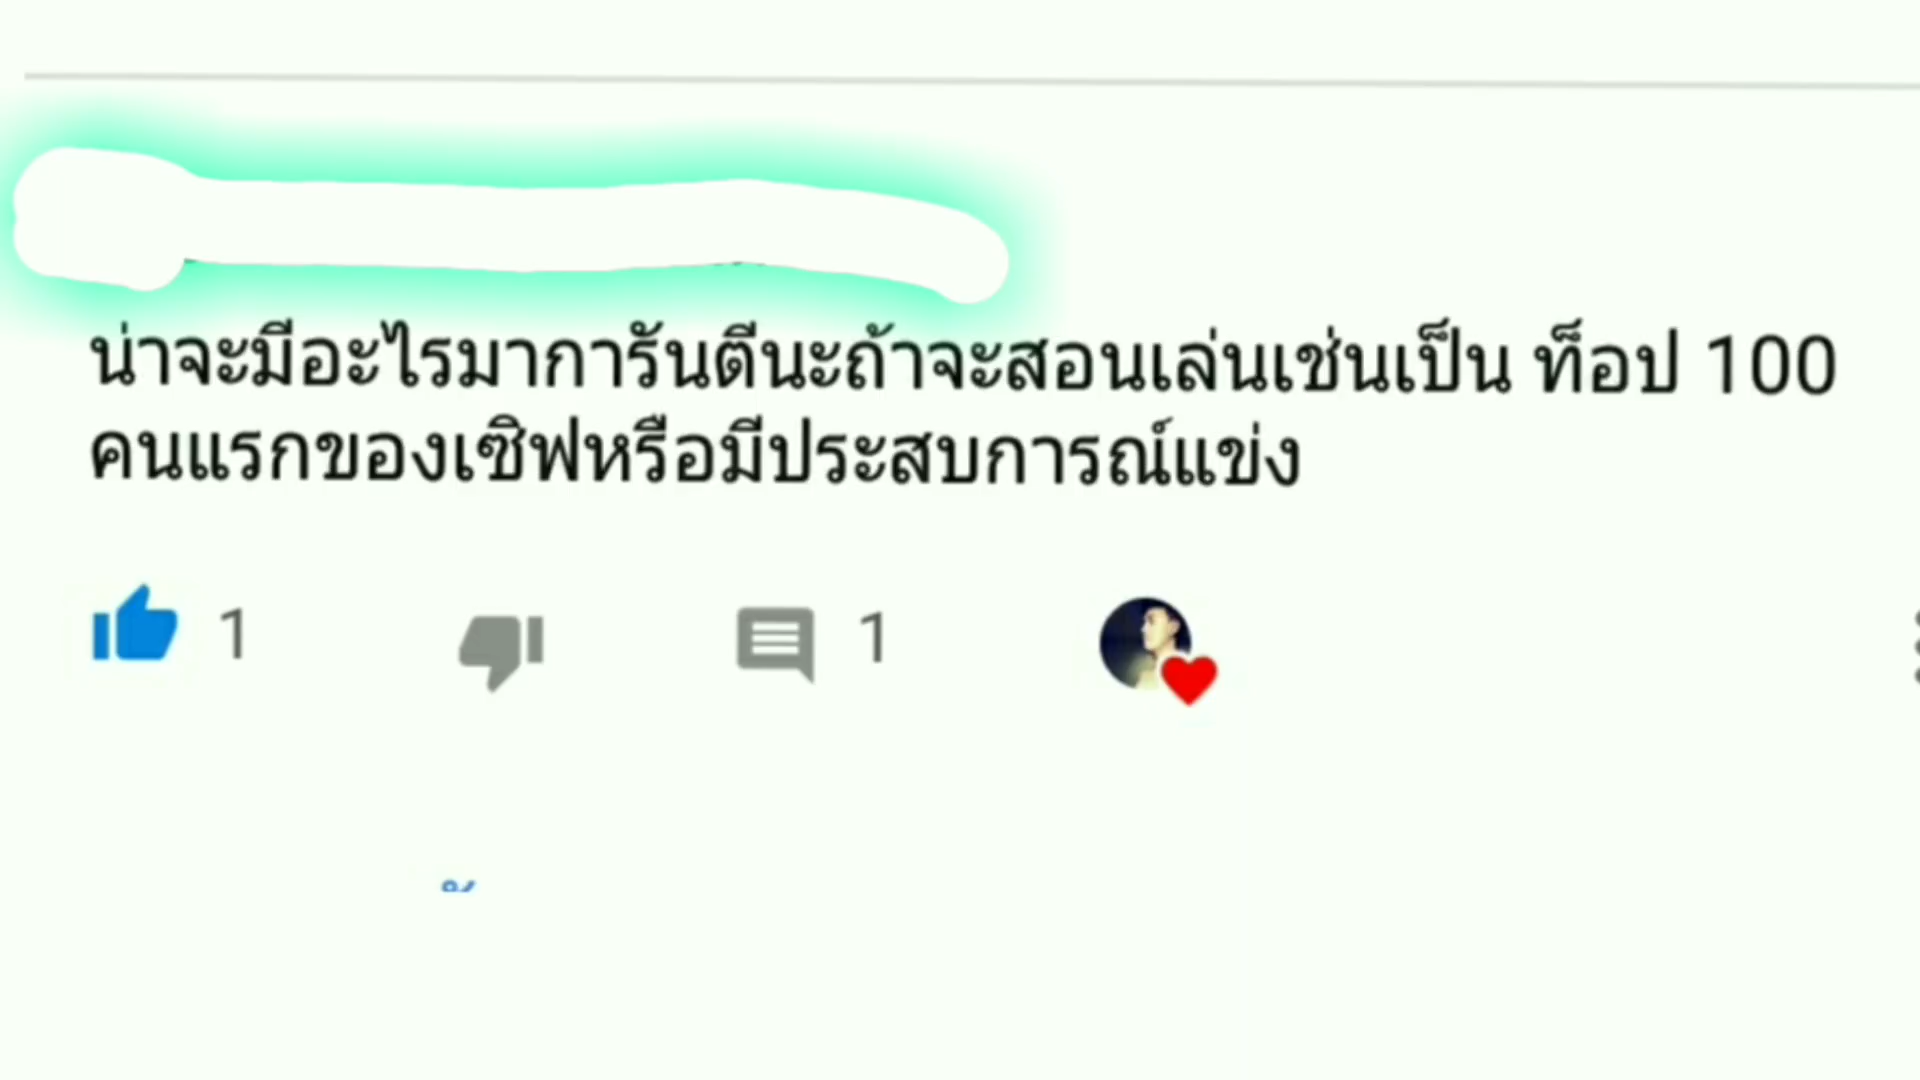 น่าจะมีอะไรมาการันตีนะถ้าจะสอนเล่นเช่นเป็น ท็อป 100
คนแรกของเซิฟหรือมีประสบการณ์แข่ง
1
1